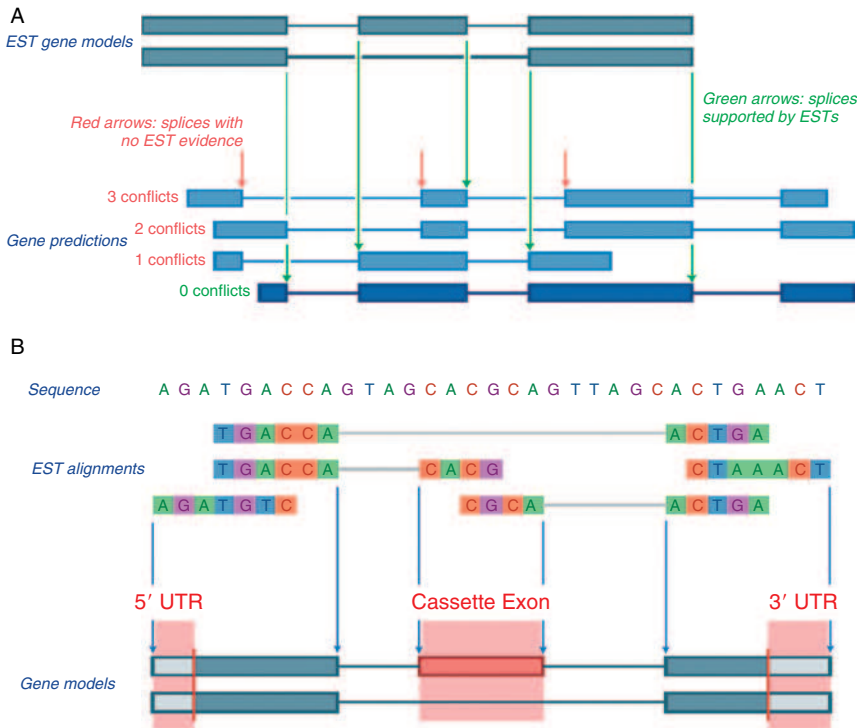 A
EST gene models
Green arrows: splices
supported by ESTs
Red arrows: splices with
no EST evidence
3 conflicts
2 conflicts
Gene predictions
1 conflicts
0 conflicts
B
Sequence
A G A T G A C C A G T A G C A C G C A G T T A G C A C T G A A C T
T G A C C A A C T G A
EST alignments
T G A C C A C A C G C T A A A C T
A G A T G T C C G C A A C T G A
5′ UTR Cassette Exon 3′ UTR
Gene models